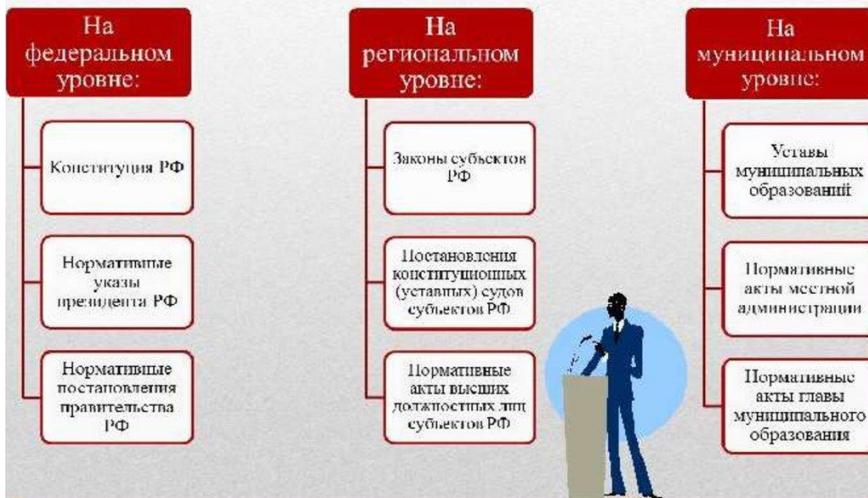 На
федеральном
уровне:
Конституция РФ
Нормативные
указы
президента РФ
Нормативные
постановления
правительства
РФ
На
региональном
уровне:
Законы субъектов
РФ
Постановления
конституционных
(уставных) судов
субъектов РФ
Нормативные
акты высших
должностных лиц
субъектов РФ
На
муниципальном
уровне:
Уставы
муниципальных
образований
Нормативные
акты местной
администрации
Нормативные
акты главы
муниципального
образования